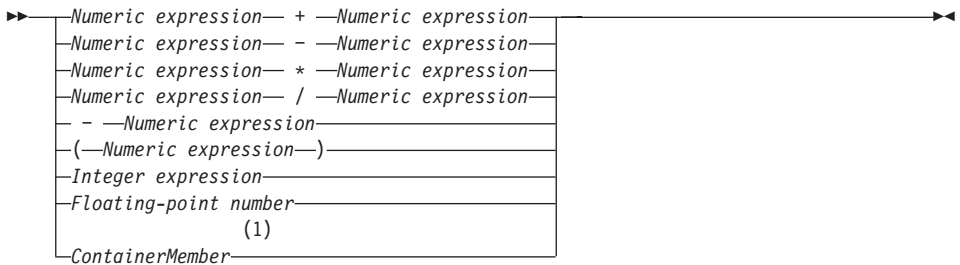 Numeric expression + Numeric expression
Numeric expression - Numeric expression
Numeric expression * Numeric expression
Numeric expression / Numeric expression
- Numeric expression
( Numeric expression )
Integer expression
Floating-point number
(1)
ContainerMember